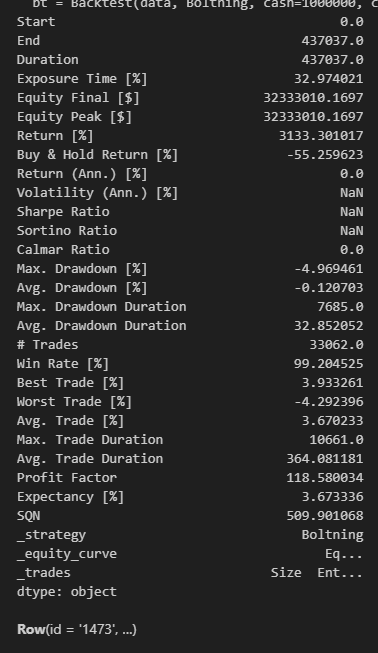 bt = Backtest(data, Boltning, cash=1000000, c
Start 0.0
End 437037.0
Duration 437037.0
Exposure Time [%] 32.974021
Equity Final [$] 32333010.1697
Equity Peak [$] 32333010.1697
Return [%] 3133.301017
Buy & Hold Return [%] -55.259623
Return (Ann.) [%] 0.0
Volatility (Ann.) [%] NaN
Sharpe Ratio NaN
Sortino Ratio NaN
Calmar Ratio 0.0
Max. Drawdown [%] -4.969461
Avg. Drawdown [%] -0.120703
Max. Drawdown Duration 7685.0
Avg. Drawdown Duration 32.852052
# Trades 33062.0
Win Rate [%] 99.204525
Best Trade [%] 3.933261
Worst Trade [%] -4.292396
Avg. Trade [%] 3.670233
Max. Trade Duration 10661.0
Avg. Trade Duration 364.081181
Profit Factor 118.580034
Expectancy [%] 3.673336
SQN 509.901068
_strategy Boltning
_equity_curve Eq...
_trades Size Ent...
dtype: object
Row(id = '1473', ...)